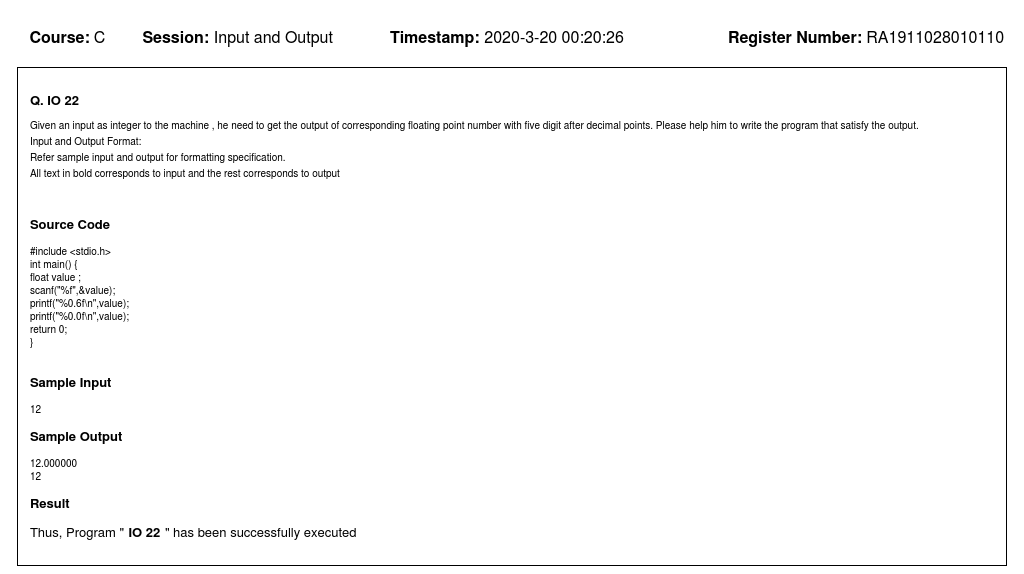 Course: C Session: Input and Output Timestamp: 2020-3-20 00:20:26 Register Number: RA1911028010110
Q. IO 22
Given an input as integer to the machine , he need to get the output of corresponding floating point number with five digit after decimal points. Please help him to write the program that satisfy the output.
Input and Output Format:
Refer sample input and output for formatting specification.
All text in bold corresponds to input and the rest corresponds to output
Source Code
#include <stdio.h>
int main() {
float value ;
scanf("%f",&value);
printf("%0.6f\n",value);
printf("%0.0f\n",value);
return 0;
}
Sample Input
12
Sample Output
12.000000
12
Result
Thus, Program " IO 22 " has been successfully executed